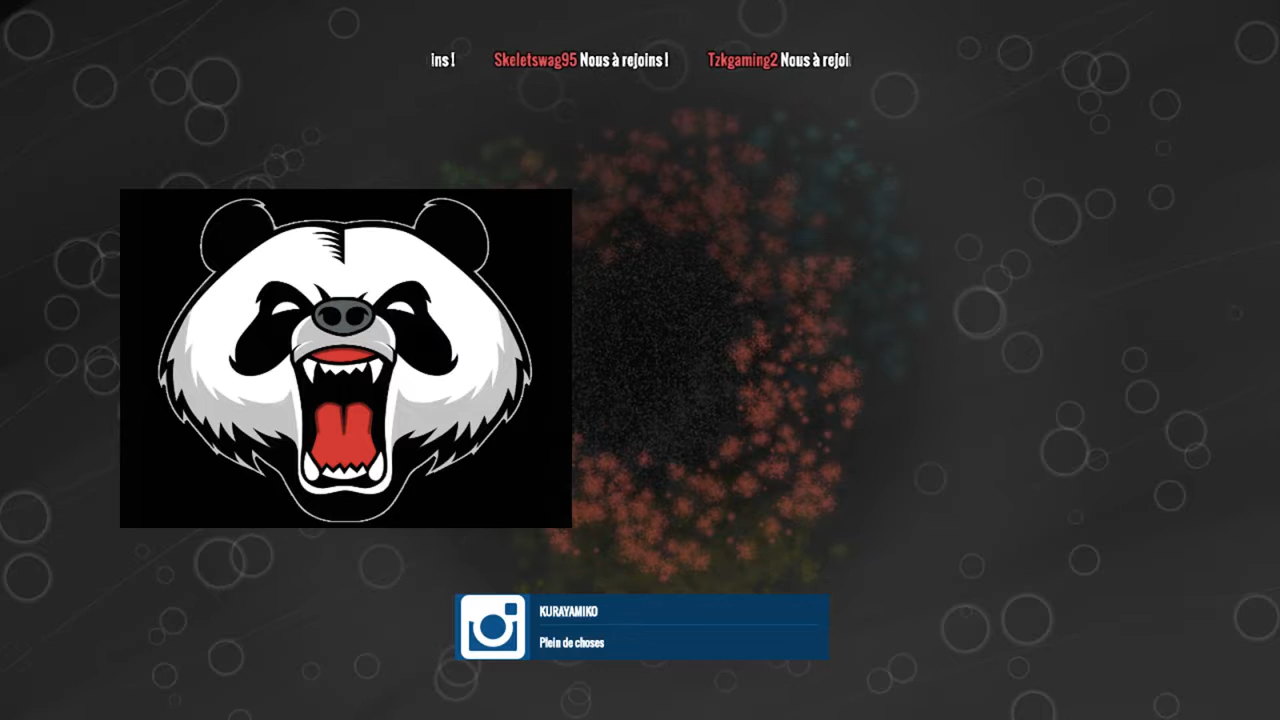 ins ! Skeletswag95 Nous à rejoins ! Tzkgaming2 Nous à rejoi
KURAYAMIKO
Plein de choses